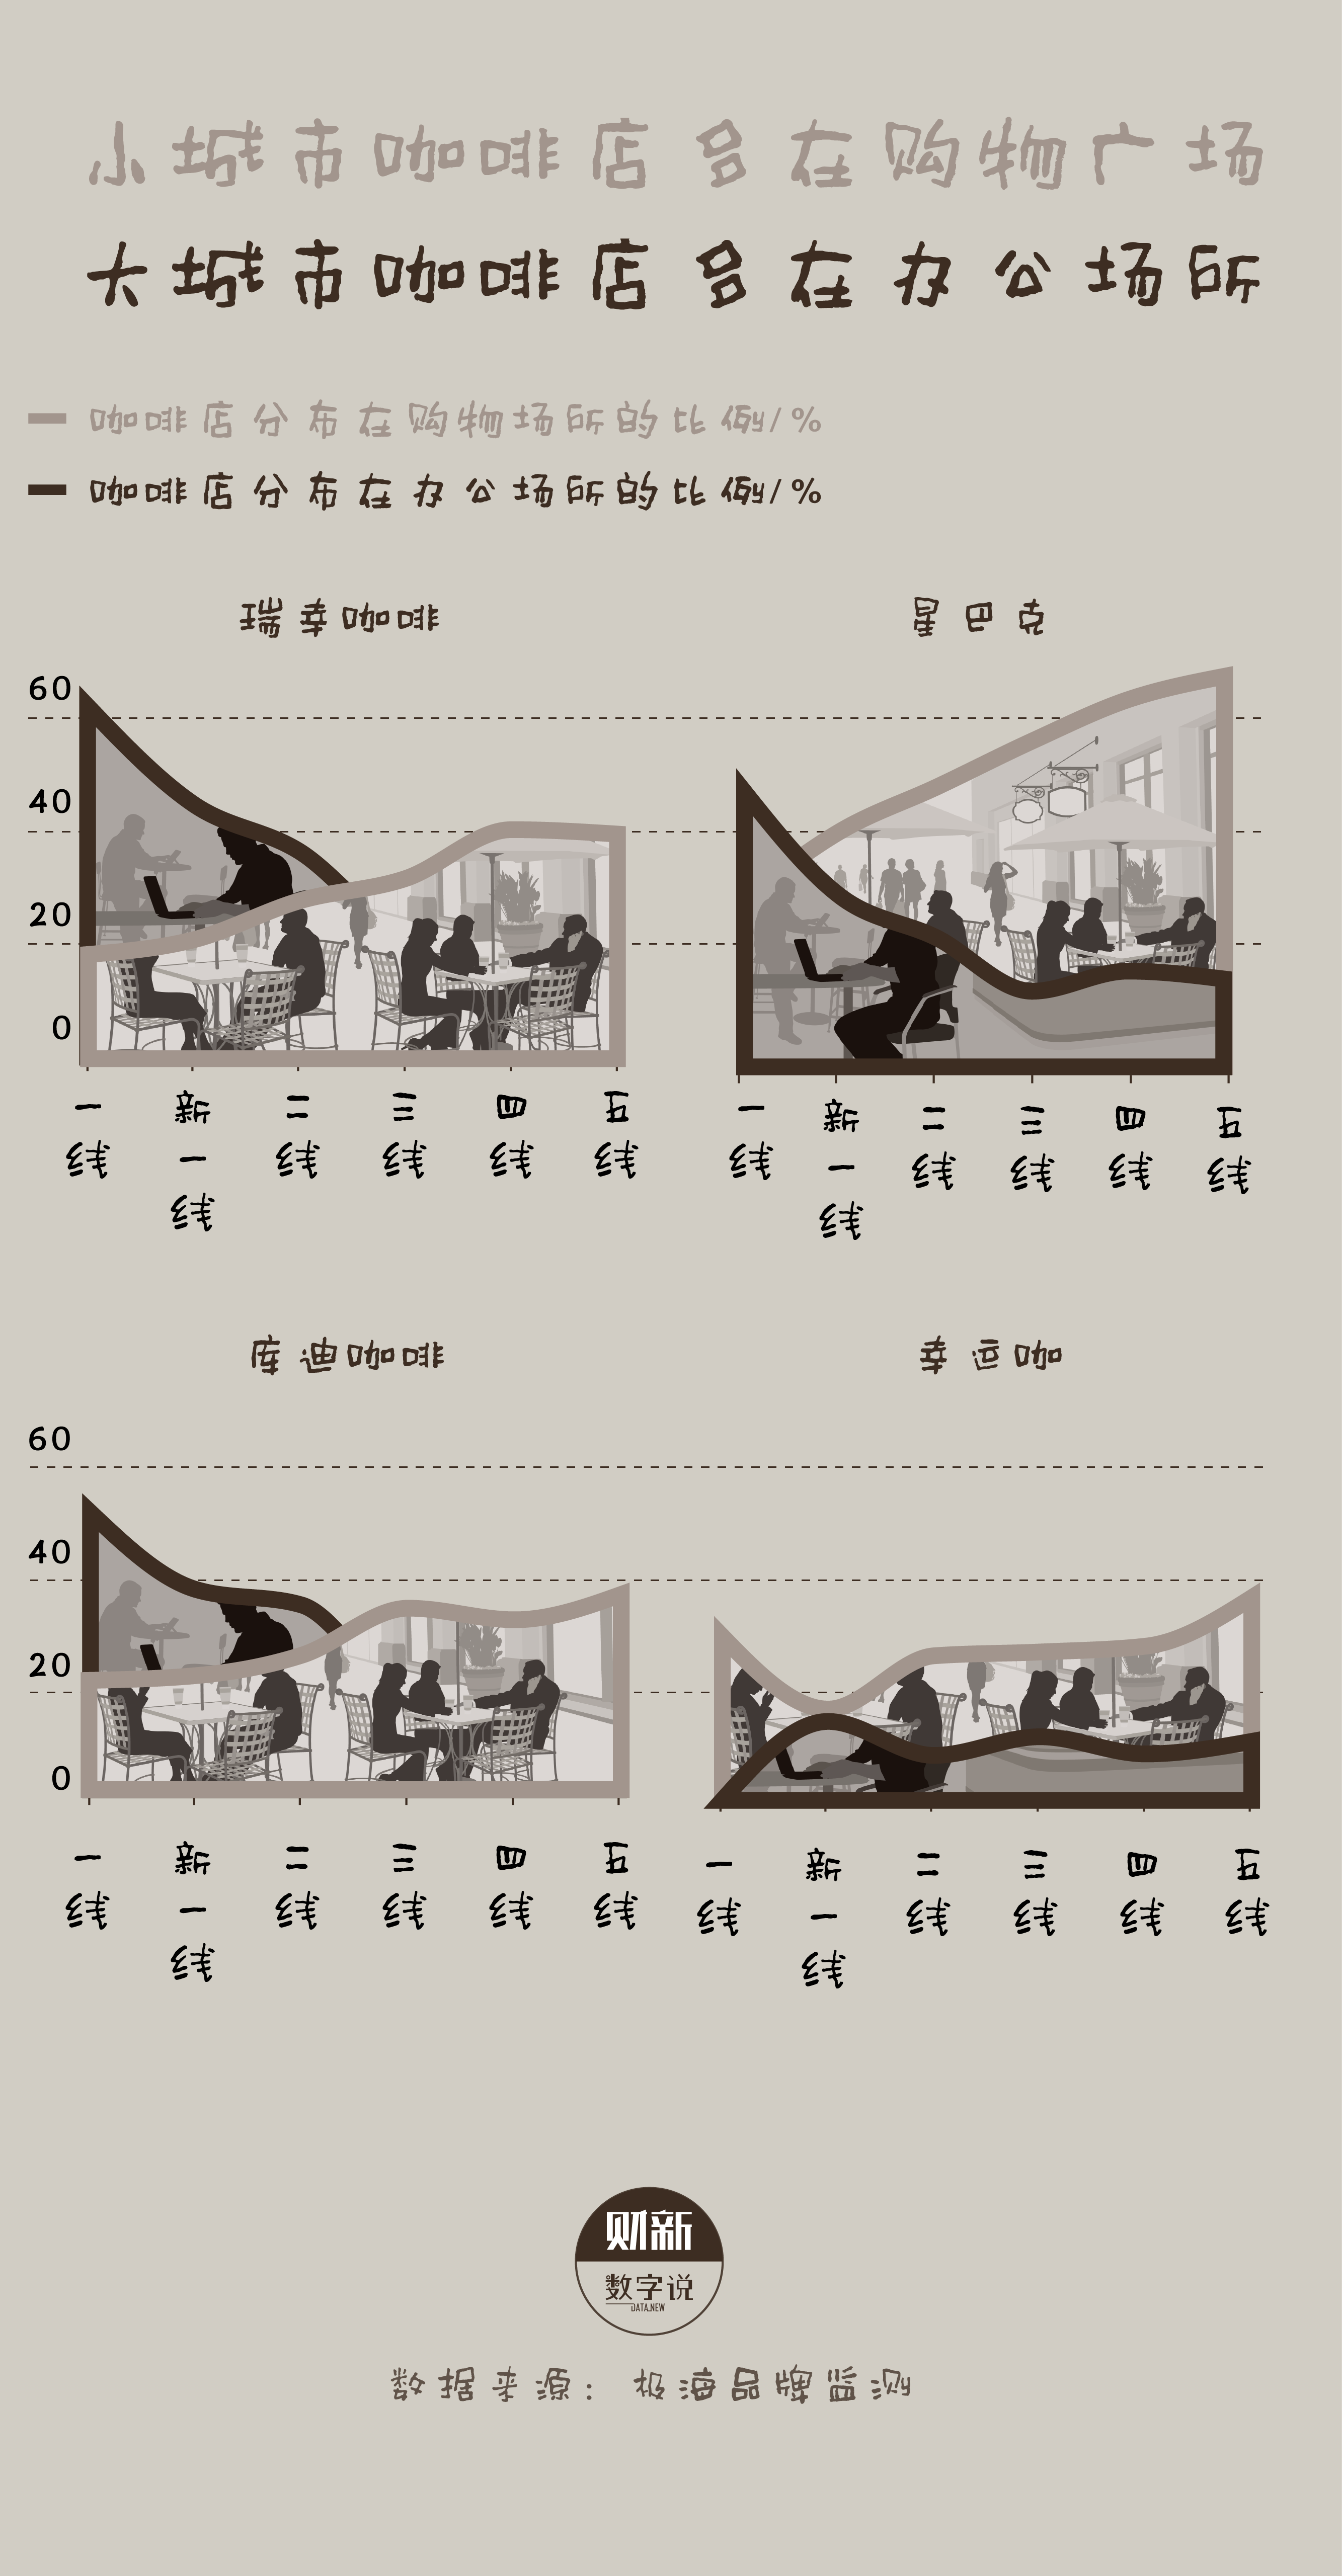 小城市咖啡店多在购物广场
大城市咖啡店多在办公场所
咖啡店分布在购物场所的比例/%
咖啡店分布在办公场所的比例/%
瑞幸咖啡
星巴克
60
40
20
0
一线 新一线 二线 三线 四线 五线
一线 新一线 二线 三线 四线 五线
库迪咖啡
幸运咖
60
40
20
0
一线 新一线 二线 三线 四线 五线
一线 新一线 二线 三线 四线 五线
财新
数字说
DATA.NEW
数据来源：极海品牌监测